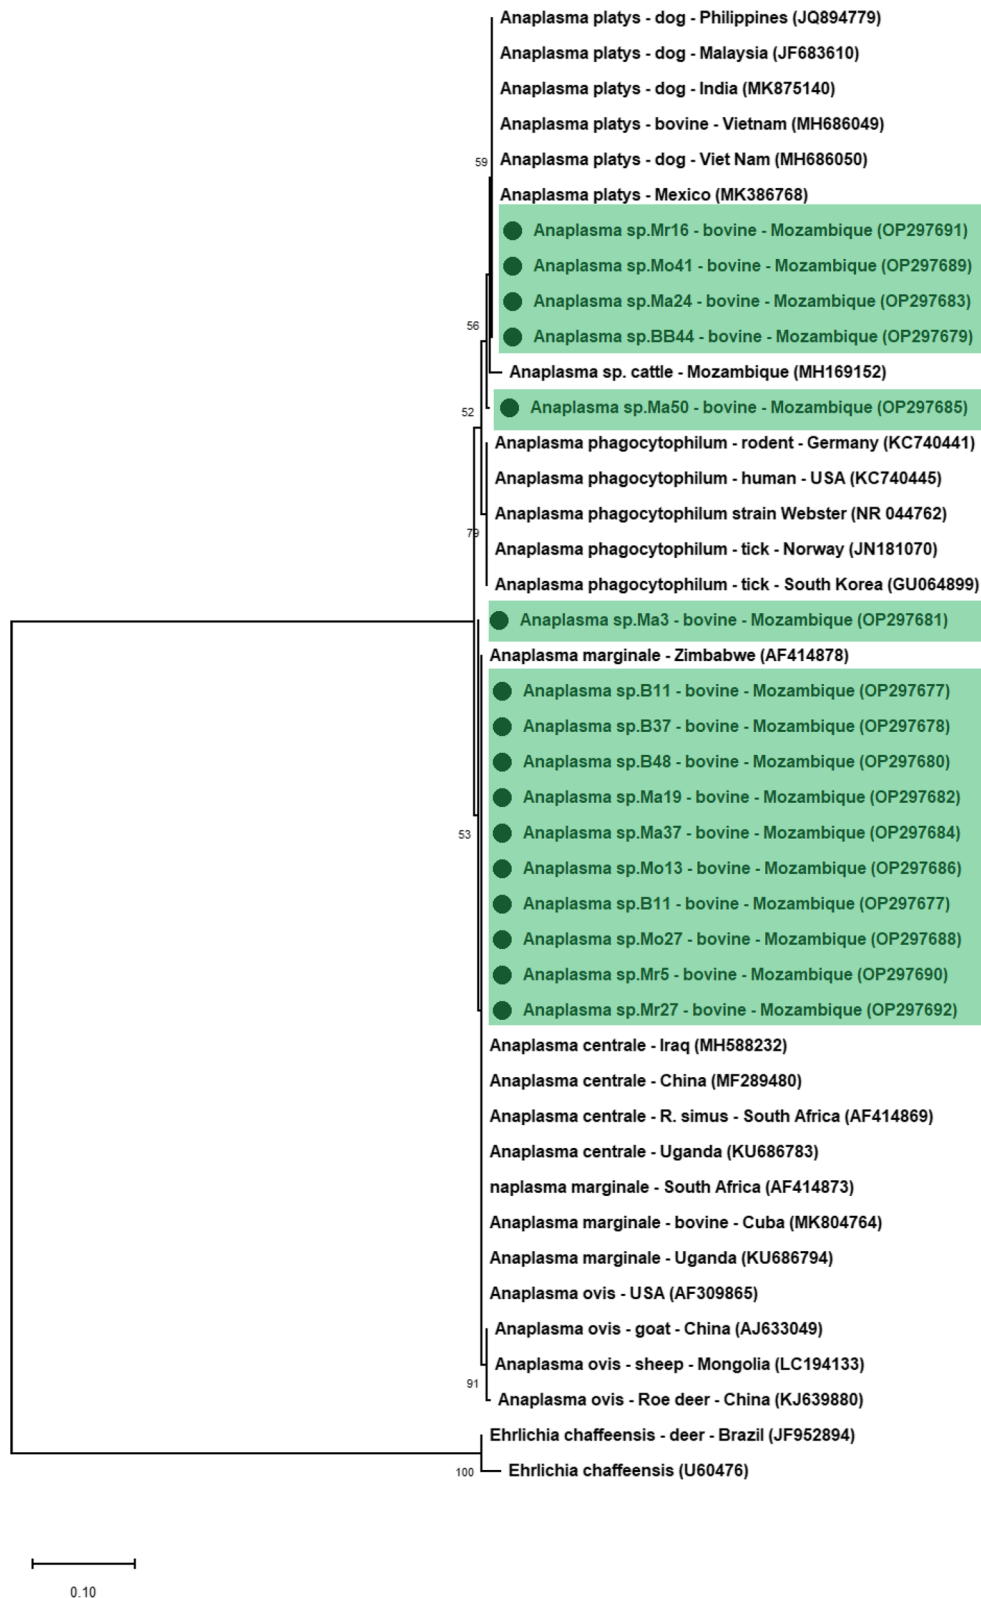 Anaplasma platys - dog - Philippines (JQ894779)
Anaplasma platys - dog - Malaysia (JF683610)
Anaplasma platys - dog - India (MK875140)
Anaplasma platys - bovine - Vietnam (MH686049)
Anaplasma platys - dog - Viet Nam (MH686050)
59
Anaplasma platys - Mexico (MK386768)
Anaplasma sp.Mr16 - bovine - Mozambique (OP297691)
Anaplasma sp.Mo41 - bovine - Mozambique (OP297689)
Anaplasma sp.Ma24 - bovine - Mozambique (OP297683)
56
Anaplasma sp.BB44 - bovine - Mozambique (OP297679)
Anaplasma sp. cattle - Mozambique (MH169152)
Anaplasma sp.Ma50 - bovine - Mozambique (OP297685)
52
Anaplasma phagocytophilum - rodent - Germany (KC740441)
Anaplasma phagocytophilum - human - USA (KC740445)
Anaplasma phagocytophilum strain Webster (NR 044762)
79
Anaplasma phagocytophilum - tick - Norway (JN181070)
Anaplasma phagocytophilum - tick - South Korea (GU064899)
Anaplasma sp.Ma3 - bovine - Mozambique (OP297681)
Anaplasma marginale - Zimbabwe (AF414878)
Anaplasma sp.B11 - bovine - Mozambique (OP297677)
Anaplasma sp.B37 - bovine - Mozambique (OP297678)
Anaplasma sp.B48 - bovine - Mozambique (OP297680)
Anaplasma sp.Ma19 - bovine - Mozambique (OP297682)
Anaplasma sp.Ma37 - bovine - Mozambique (OP297684)
53
Anaplasma sp.Mo13 - bovine - Mozambique (OP297686)
Anaplasma sp.B11 - bovine - Mozambique (OP297677)
Anaplasma sp.Mo27 - bovine - Mozambique (OP297688)
Anaplasma sp.Mr5 - bovine - Mozambique (OP297690)
Anaplasma sp.Mr27 - bovine - Mozambique (OP297692)
Anaplasma centrale - Iraq (MH588232)
Anaplasma centrale - China (MF289480)
Anaplasma centrale - R. simus - South Africa (AF414869)
Anaplasma centrale - Uganda (KU686783)
naplasma marginale - South Africa (AF414873)
Anaplasma marginale - bovine - Cuba (MK804764)
Anaplasma marginale - Uganda (KU686794)
Anaplasma ovis - USA (AF309865)
Anaplasma ovis - goat - China (AJ633049)
Anaplasma ovis - sheep - Mongolia (LC194133)
91
Anaplasma ovis - Roe deer - China (KJ639880)
Ehrlichia chaffeensis - deer - Brazil (JF952894)
100
Ehrlichia chaffeensis (U60476)
0.10